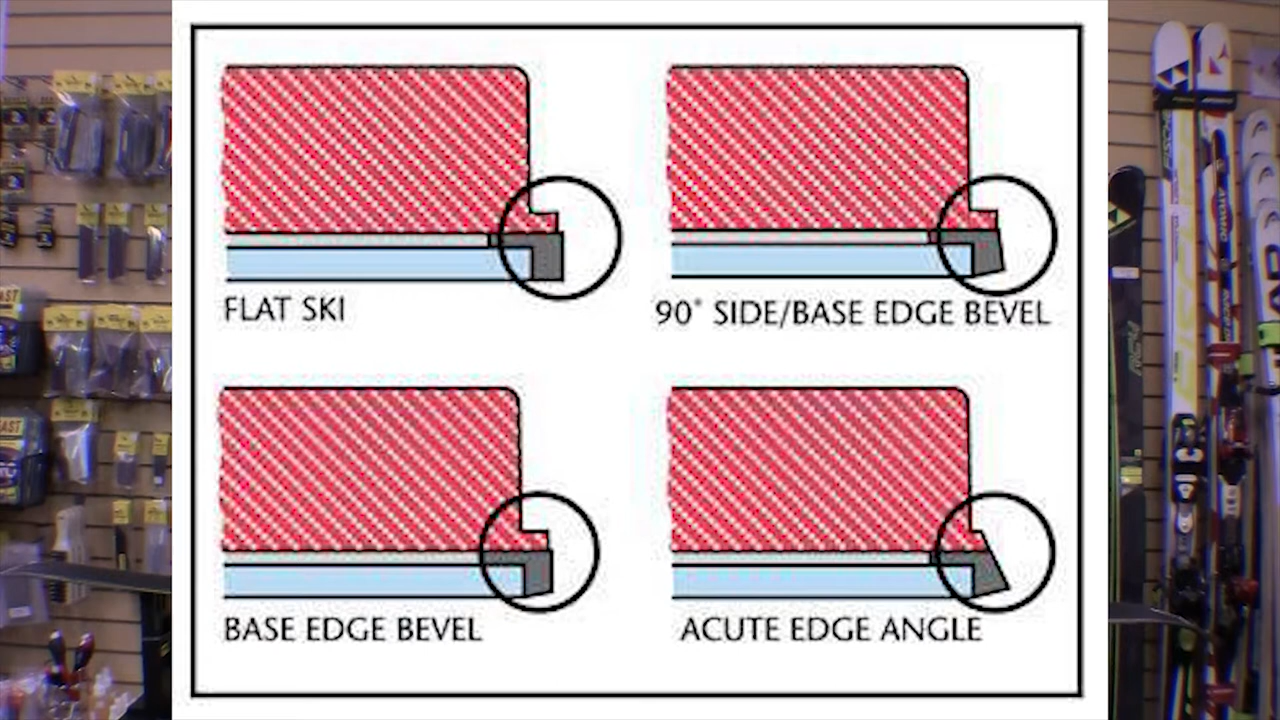 FLAT SKI
90° SIDE/BASE EDGE BEVEL
BASE EDGE BEVEL
ACUTE EDGE ANGLE